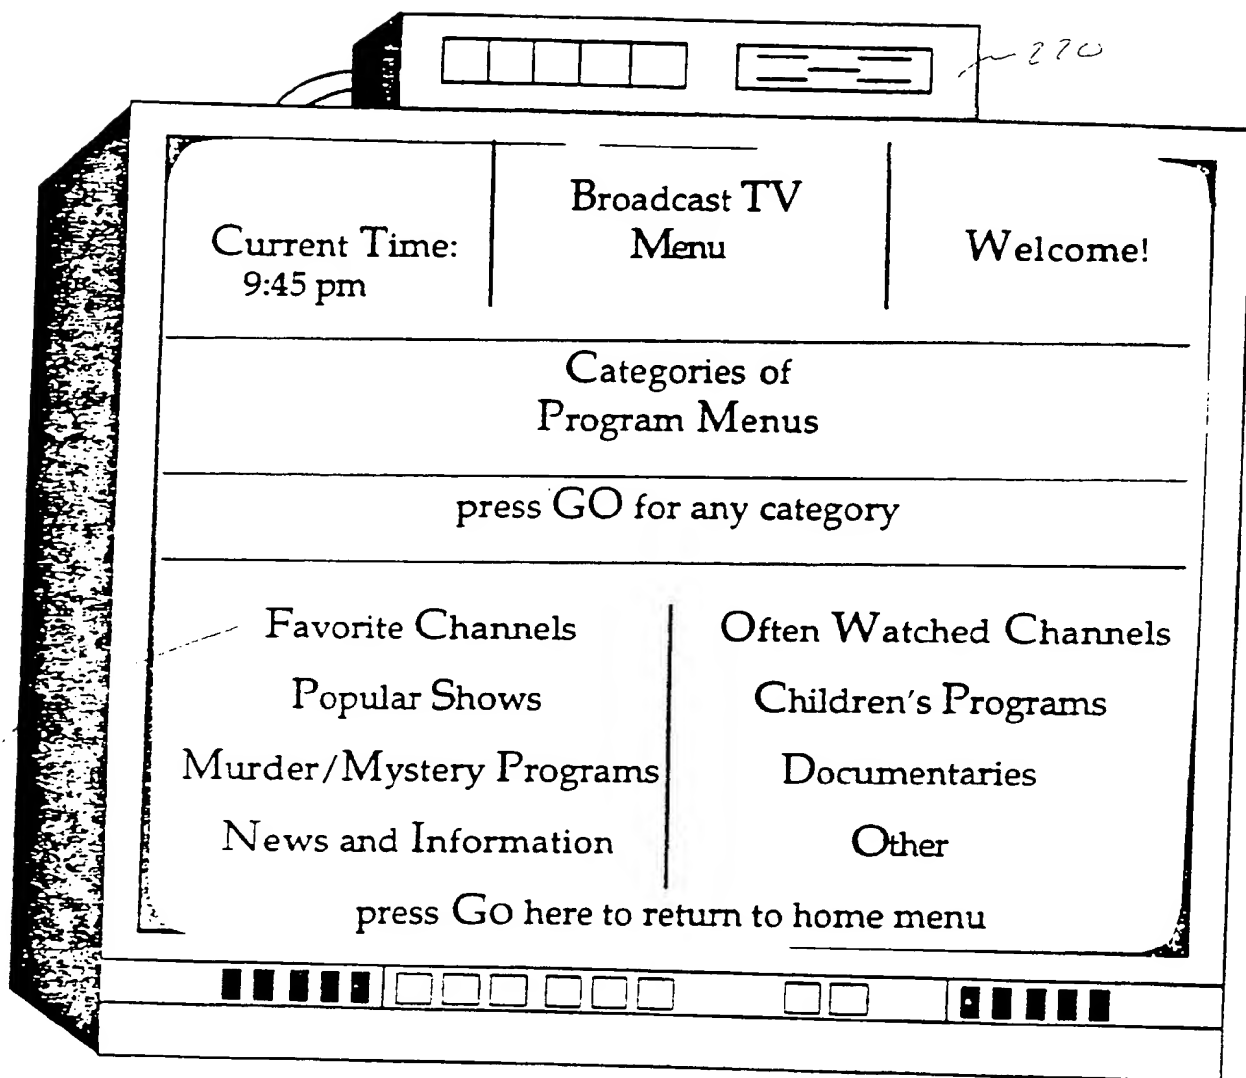 220
Broadcast TV
Menu
Current Time:
9:45 pm
Welcome!
Categories of
Program Menus
press GO for any category
Favorite Channels
Often Watched Channels
Popular Shows
Children's Programs
Murder/Mystery Programs
Documentaries
News and Information
Other
press GO here to return to home menu